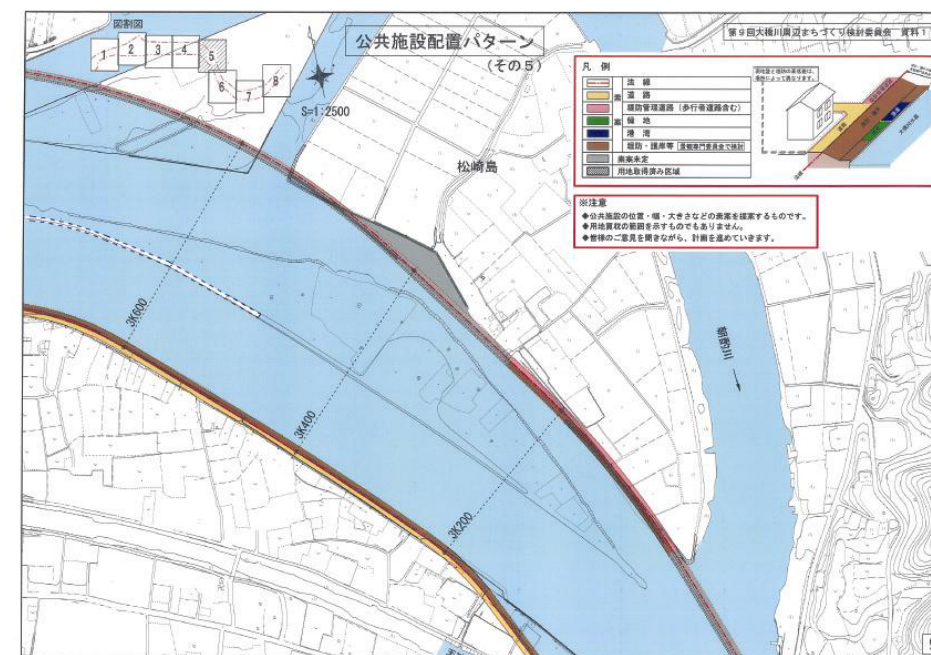 図割図
1 2 3 4 5 6 7 8
公共施設配置パターン
(その5)
S=1:2500
第9回大橋川周辺まちづくり検討委員会 資料1
凡例
法線
道路
堤防管理道路(歩行者道路含む)
緑地
港湾
堤防・護岸等
素案未定
用地取得済み区域
※注意
◆公共施設の位置・幅・大きさなどの素案を提案するものです。
◆用地買収の範囲を示すものでもありません。
◆皆様のご意見を聞きながら、計画を進めていきます。
松崎島
朝酌川
3K600
3K400
3K200